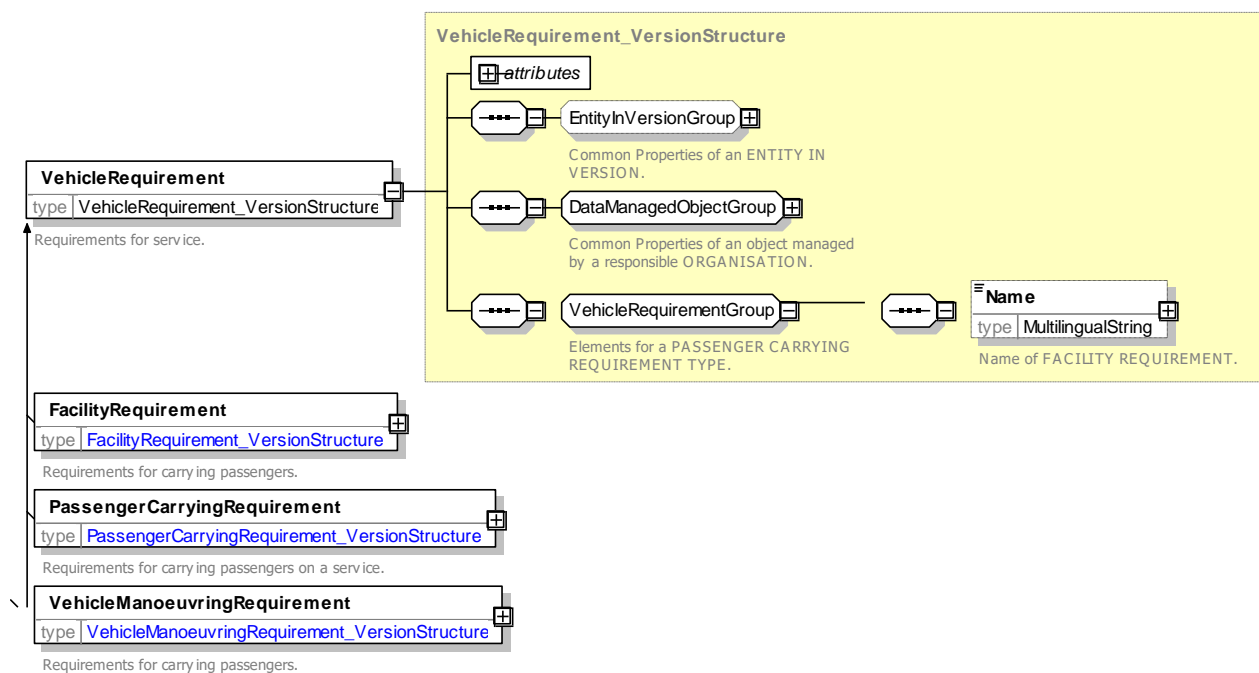 VehicleRequirement_VersionStructure
attributes
EntityInVersionGroup
Common Properties of an ENTITY IN
VERSION.
VehicleRequirement
type VehicleRequirement_VersionStructure
Requirements for service.
DataManagedObjectGroup
Common Properties of an object managed
by a responsible ORGANISATION.
VehicleRequirementGroup
Elements for a PASSENGER CARRYING
REQUIREMENT TYPE.
Name
type MultilingualString
Name of FACILITY REQUIREMENT.
FacilityRequirement
type FacilityRequirement_VersionStructure
Requirements for carrying passengers.
PassengerCarryingRequirement
type PassengerCarryingRequirement_VersionStructure
Requirements for carrying passengers on a service.
VehicleManoeuvringRequirement
type VehicleManoeuvringRequirement_VersionStructure
Requirements for carrying passengers.